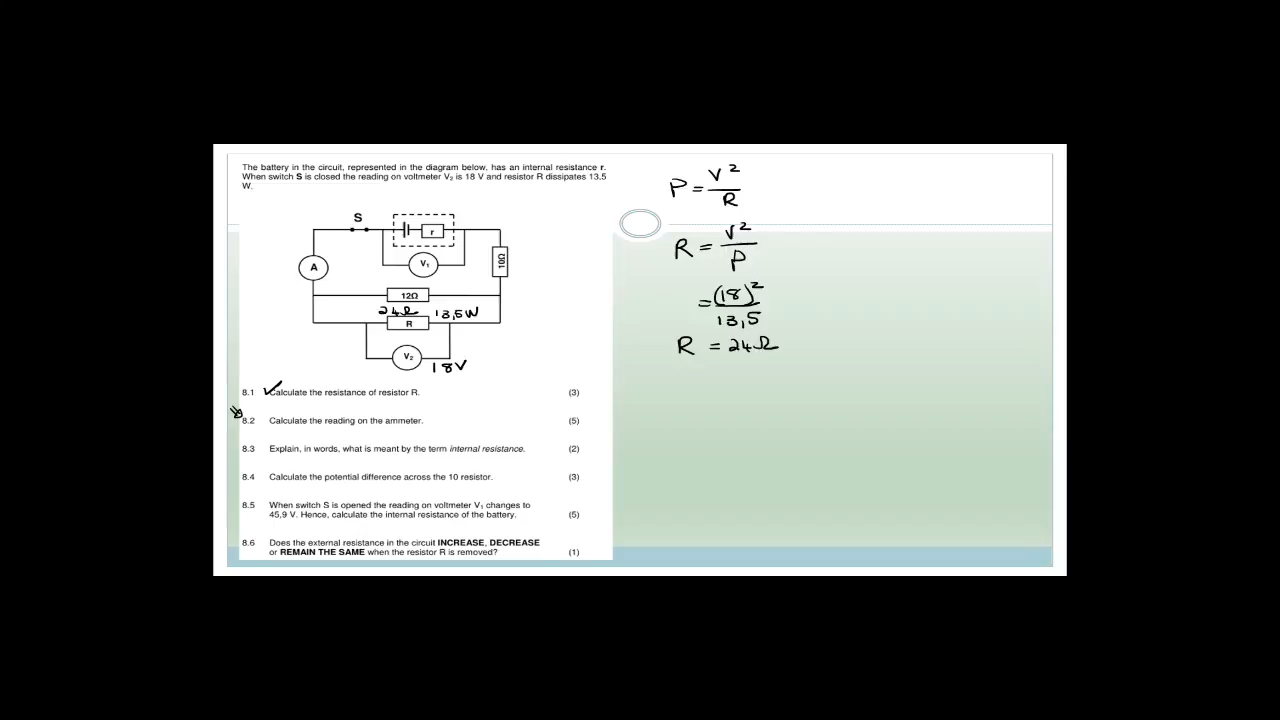 The battery in the circuit, represented in the diagram below, has an internal resistance r.
When switch S is closed the reading on voltmeter V₂ is 18 V and resistor R dissipates 13,5
W.
S
r
V₁
A
10Ω
12Ω
24Ω 13,5W
R
V₂
18V
8.1 Calculate the resistance of resistor R. (3)
8.2 Calculate the reading on the ammeter. (5)
8.3 Explain, in words, what is meant by the term internal resistance. (2)
8.4 Calculate the potential difference across the 10 resistor. (3)
8.5 When switch S is opened the reading on voltmeter V₁ changes to
45,9 V. Hence, calculate the internal resistance of the battery. (5)
8.6 Does the external resistance in the circuit INCREASE, DECREASE
or REMAIN THE SAME when the resistor R is removed? (1)
P = V²/R
R = V²/P
= (18)²/13,5
R = 24Ω